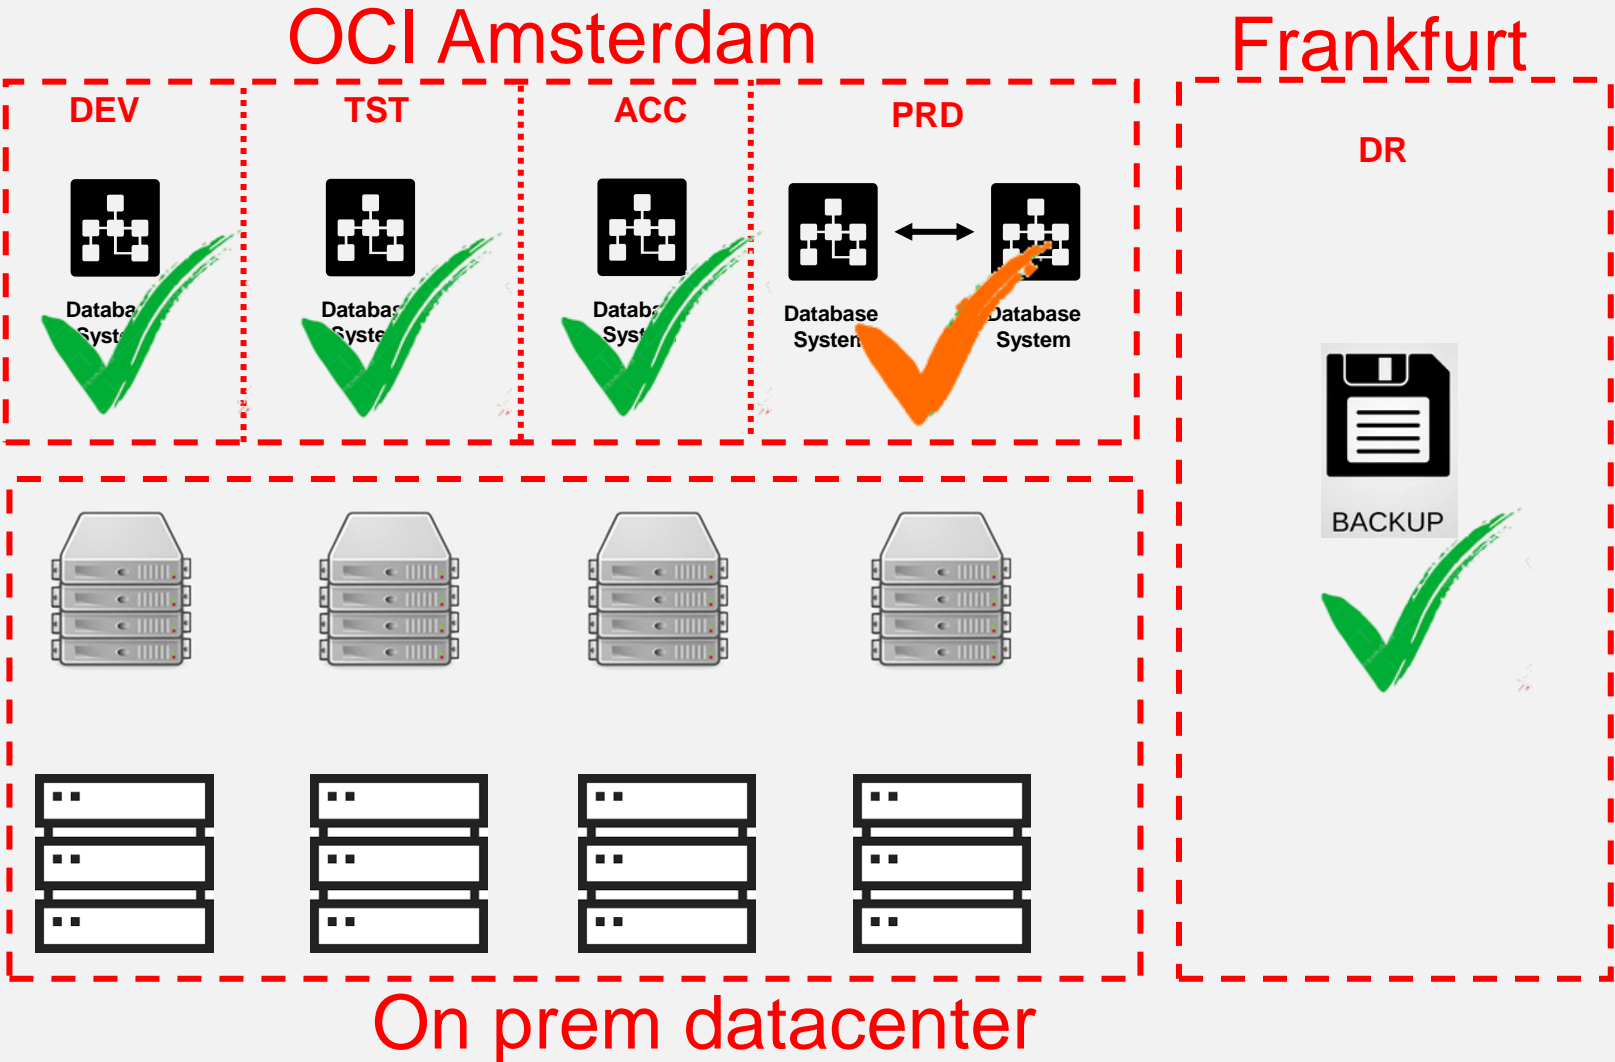 OCI Amsterdam
Frankfurt
DEV
TST
ACC
PRD
DR
Database
System
Database
System
BACKUP
On prem datacenter